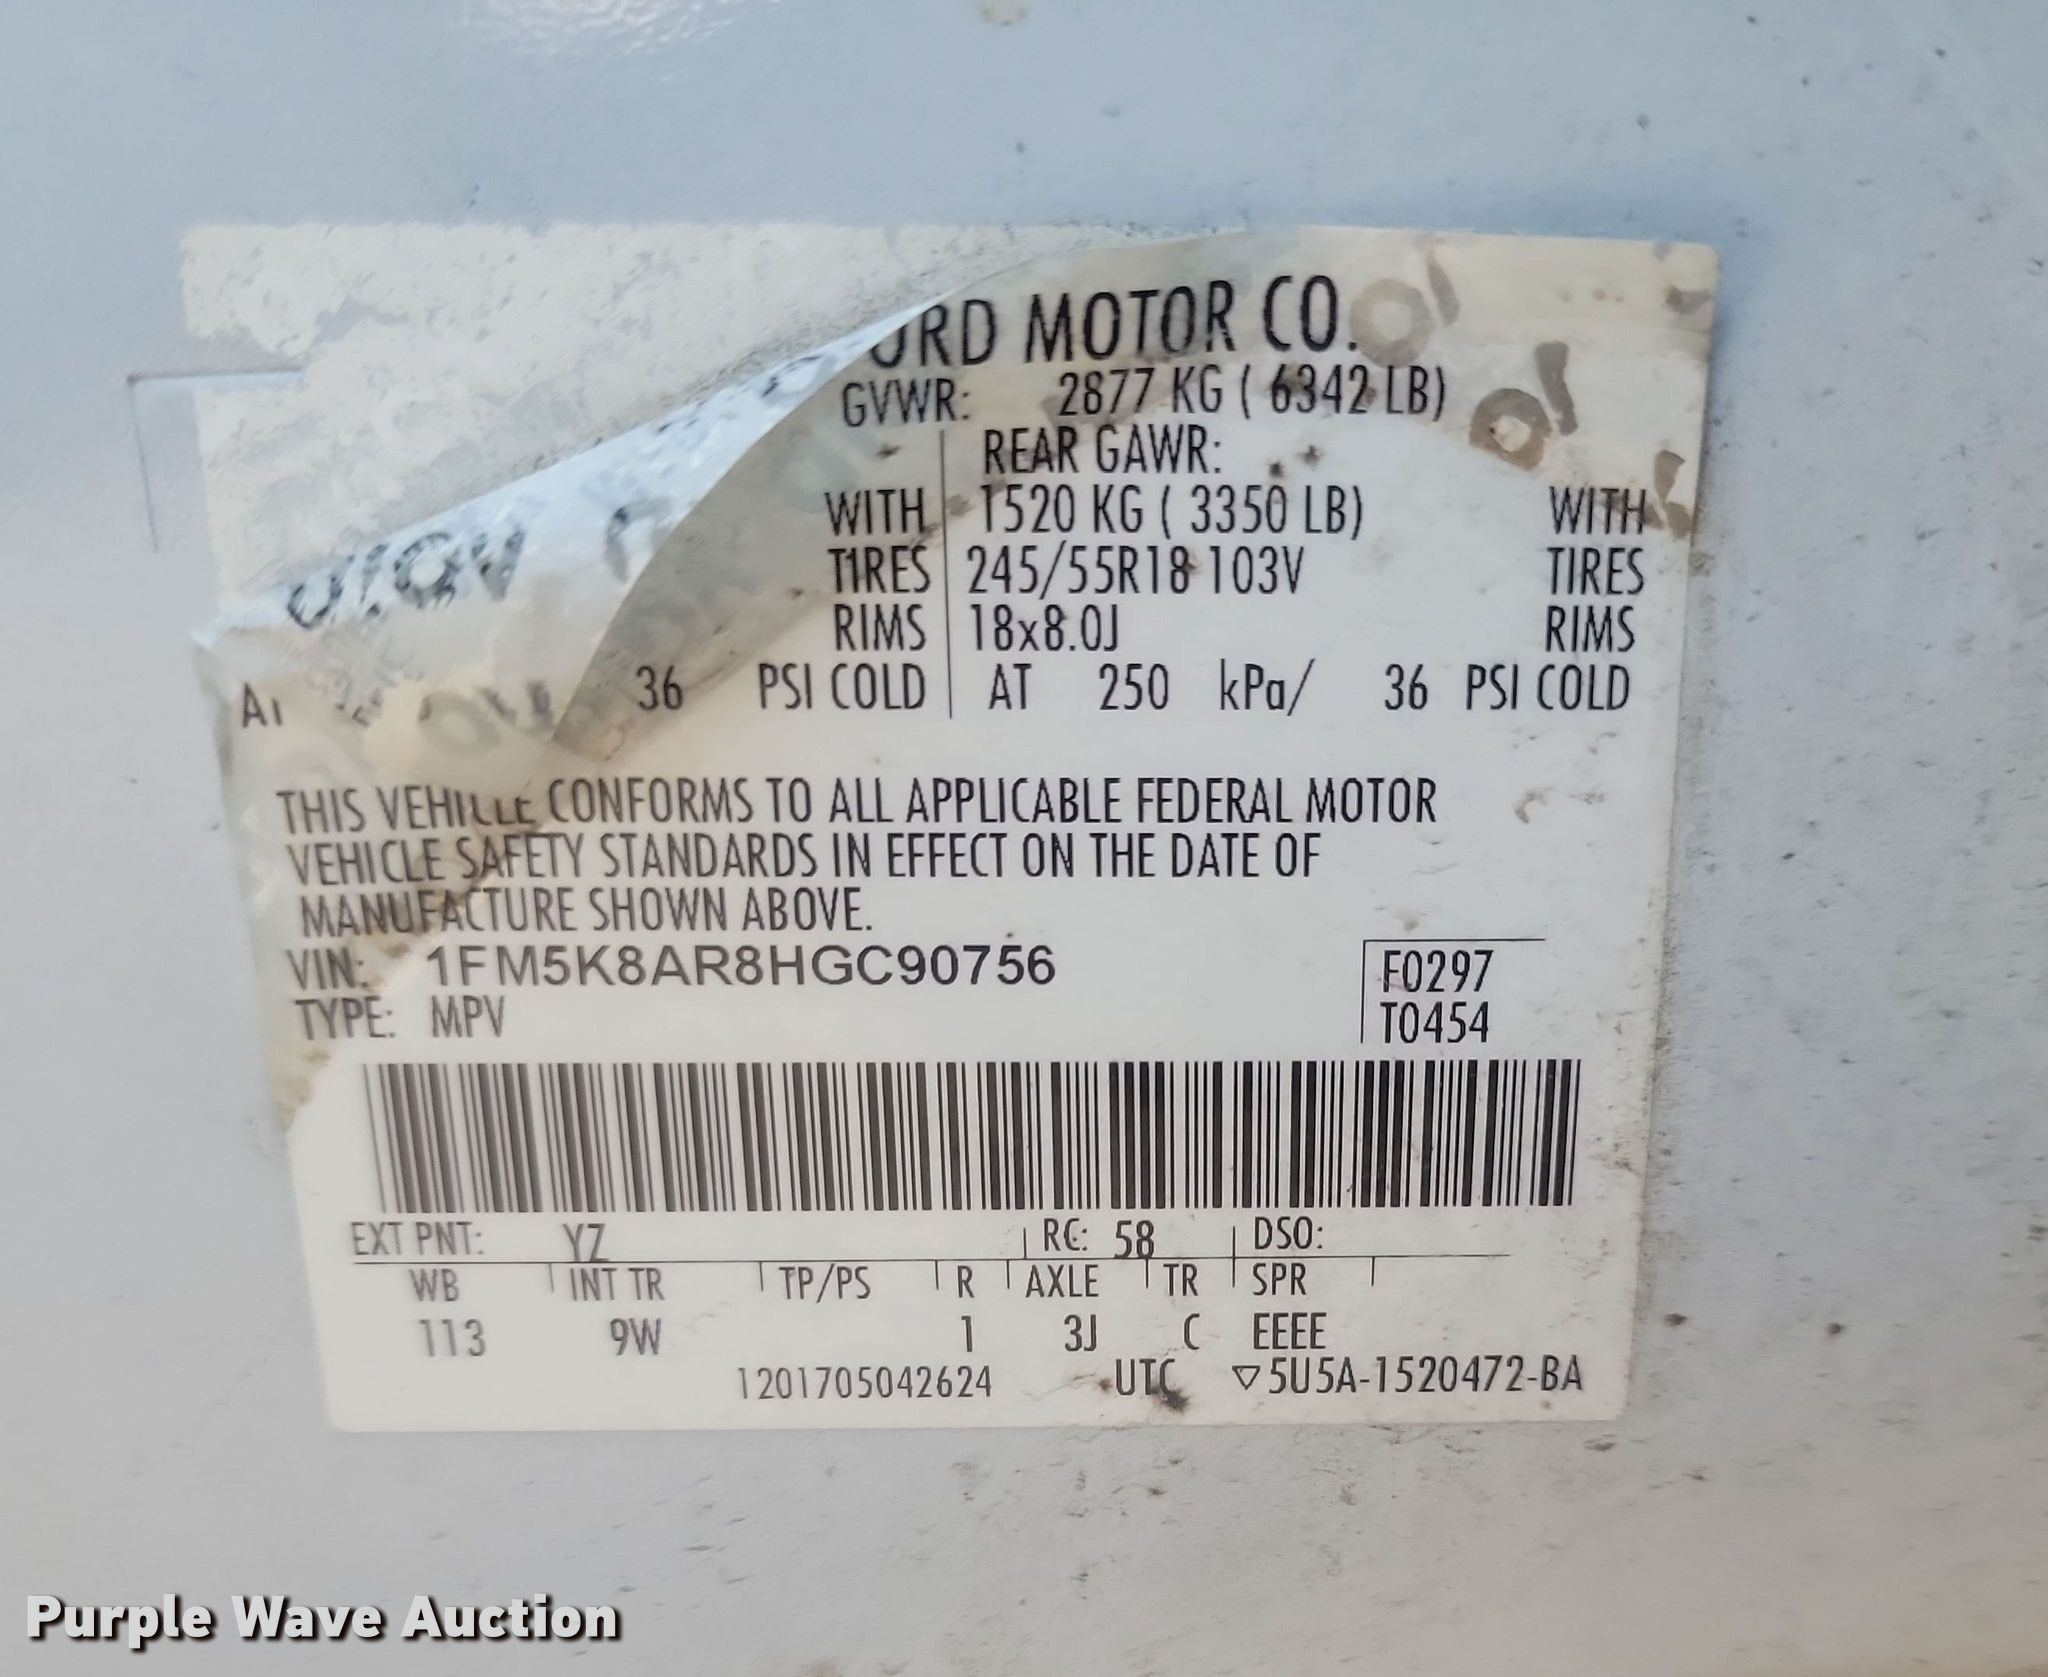 ORD MOTOR CO.
GVWR: 2877 KG ( 6342 LB)
REAR GAWR:
WITH 1520 KG ( 3350 LB) WITH
TIRES 245/55R18 103V TIRES
RIMS 18x8.0J RIMS
36 PSI COLD AT 250 kPa/ 36 PSI COLD
THIS VEHICLE CONFORMS TO ALL APPLICABLE FEDERAL MOTOR
VEHICLE SAFETY STANDARDS IN EFFECT ON THE DATE OF
MANUFACTURE SHOWN ABOVE.
VIN: 1FM5K8AR8HGC90756 F0297
TYPE: MPV T0454
EXT PNT: YZ RC: 58 DSO:
WB INT TR TP/PS R AXLE TR SPR
113 9W 1 3J C EEEE
1201705042624 UTC ▽5U5A-1520472-BA
Purple Wave Auction